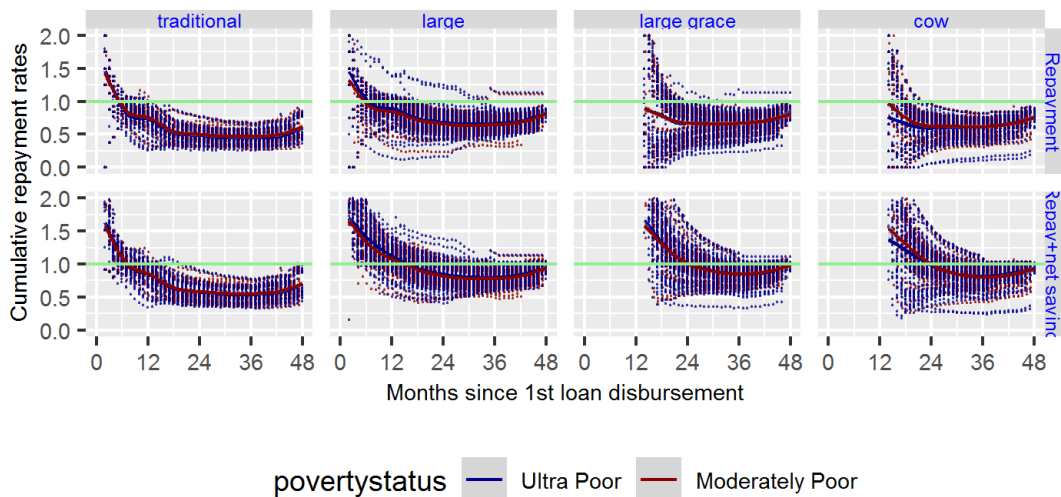 traditional large large grace cow
Cumulative repayment rates
2.0
1.5
1.0
0.5
0.0
Repayment
2.0
1.5
1.0
0.5
0.0
Repay+net saving
0 12 24 36 48 0 12 24 36 48 0 12 24 36 48 0 12 24 36 48
Months since 1st loan disbursement
povertystatus Ultra Poor Moderately Poor